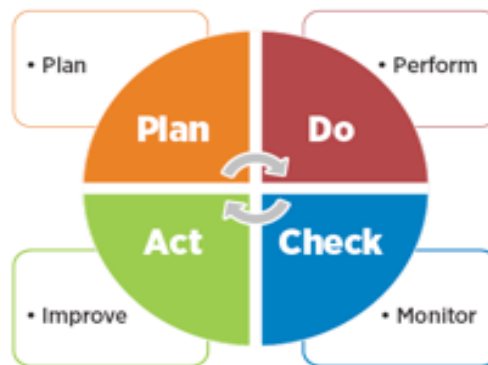 • Plan
• Perform
Plan
Do
Act
Check
• Improve
• Monitor